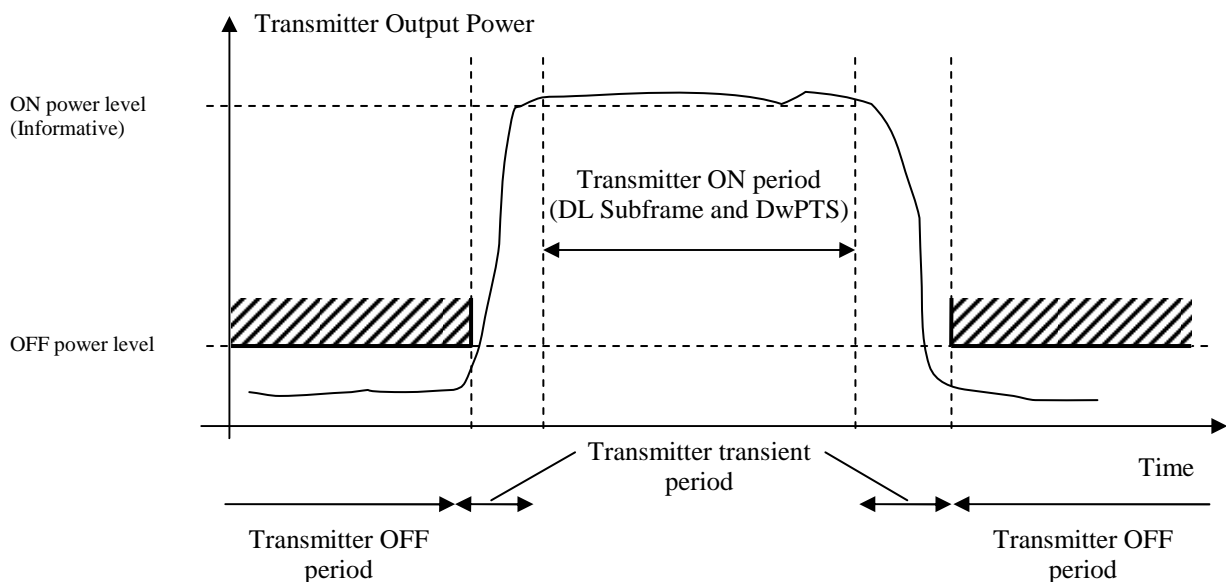 Transmitter Output Power
ON power level
(Informative)
Transmitter ON period
(DL Subframe and DwPTS)
OFF power level
Transmitter transient
period
Time
Transmitter OFF
period
Transmitter OFF
period